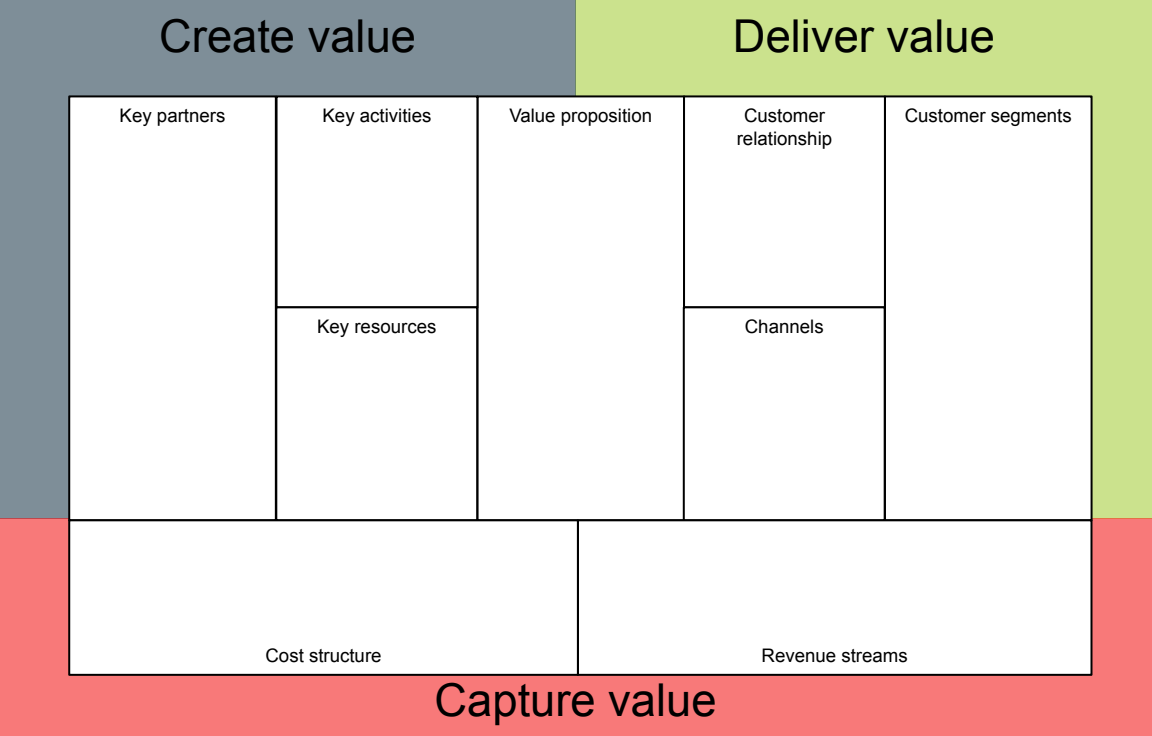 Create value
Deliver value
Key partners
Key activities
Value proposition
Customer
relationship
Customer segments
Key resources
Channels
Cost structure
Revenue streams
Capture value